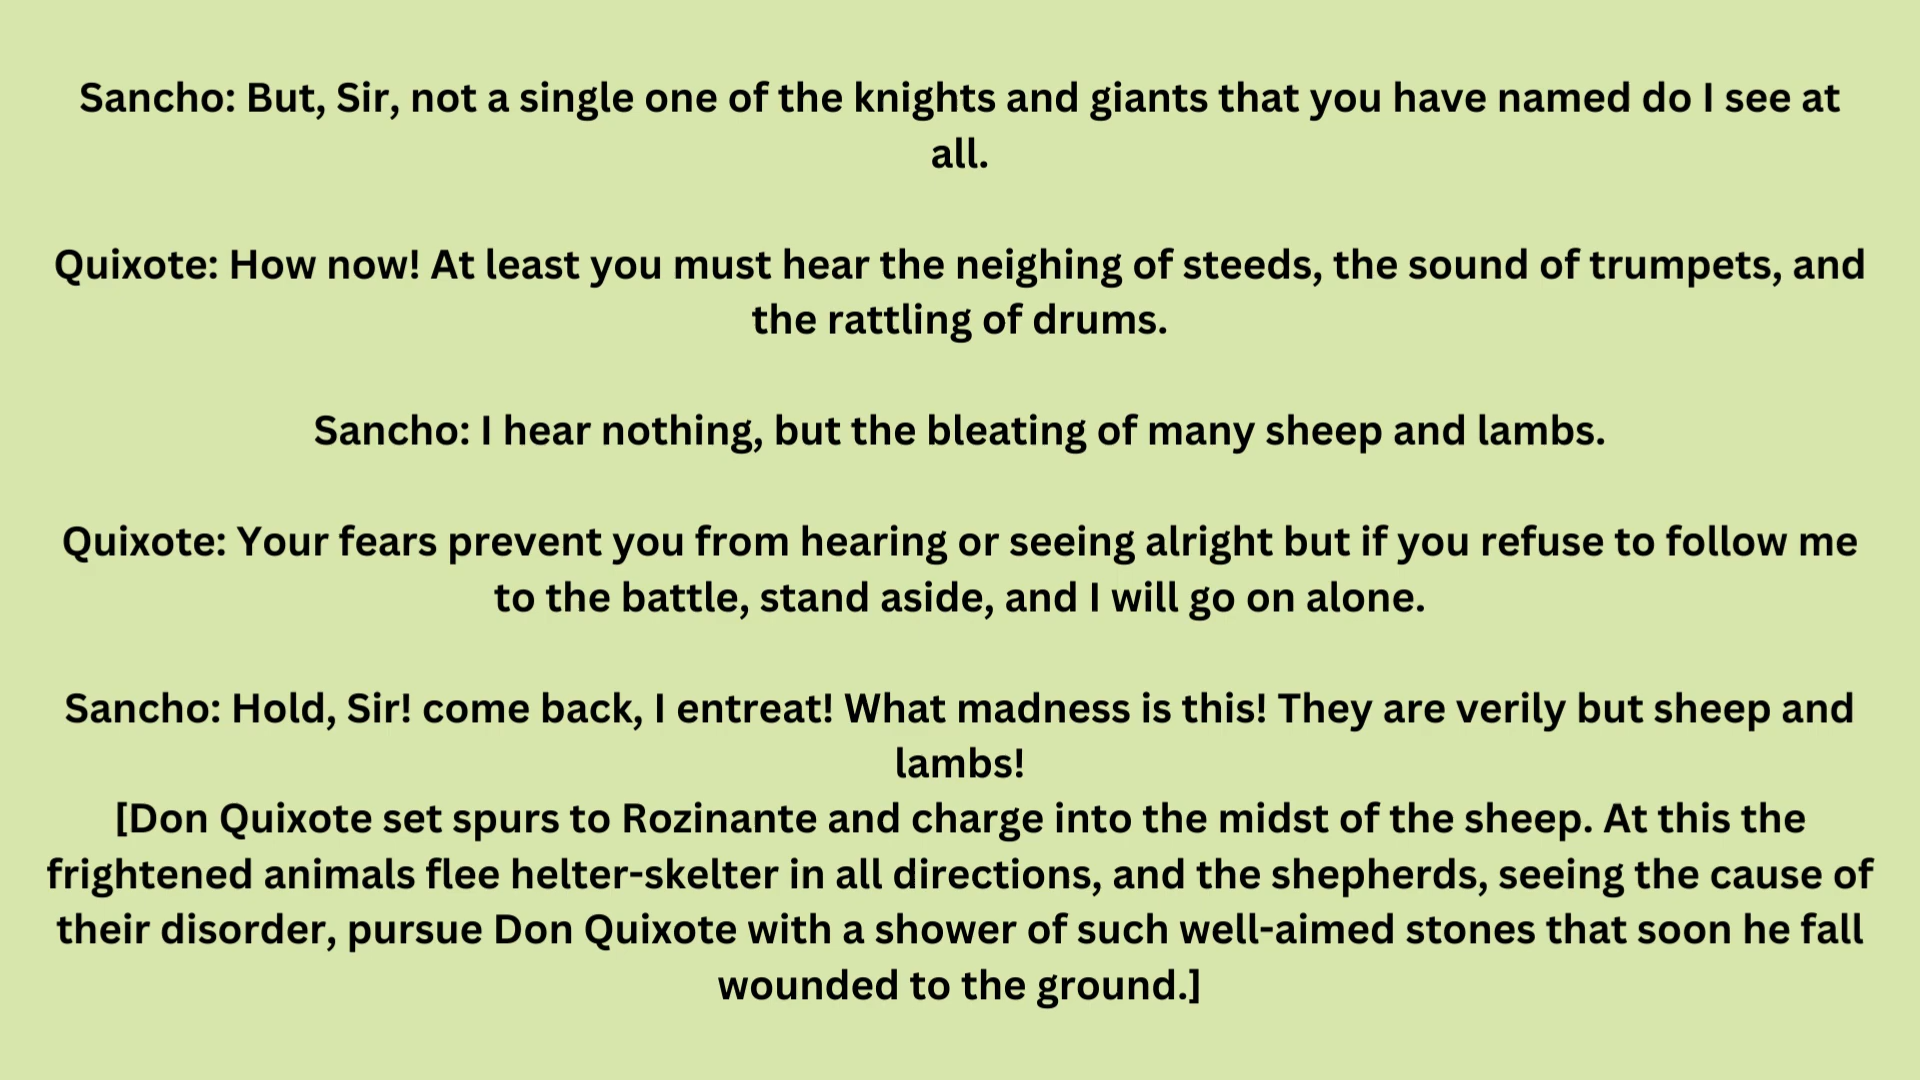 Sancho: But, Sir, not a single one of the knights and giants that you have named do I see at
all.
Quixote: How now! At least you must hear the neighing of steeds, the sound of trumpets, and
the rattling of drums.
Sancho: I hear nothing, but the bleating of many sheep and lambs.
Quixote: Your fears prevent you from hearing or seeing alright but if you refuse to follow me
to the battle, stand aside, and I will go on alone.
Sancho: Hold, Sir! come back, I entreat! What madness is this! They are verily but sheep and
lambs!
[Don Quixote set spurs to Rozinante and charge into the midst of the sheep. At this the
frightened animals flee helter-skelter in all directions, and the shepherds, seeing the cause of
their disorder, pursue Don Quixote with a shower of such well-aimed stones that soon he fall
wounded to the ground.]